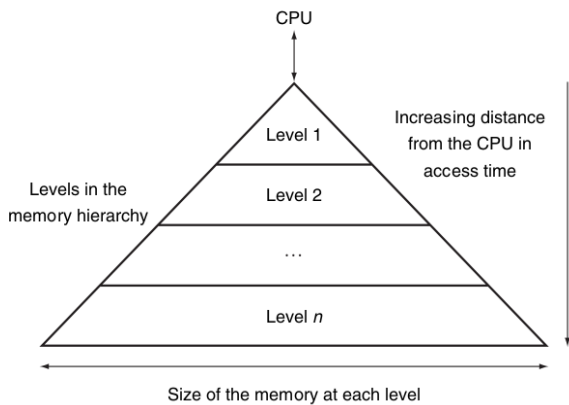 CPU
Level 1
Increasing distance
from the CPU in
access time
Levels in the
memory hierarchy
Level 2
...
Level n
Size of the memory at each level